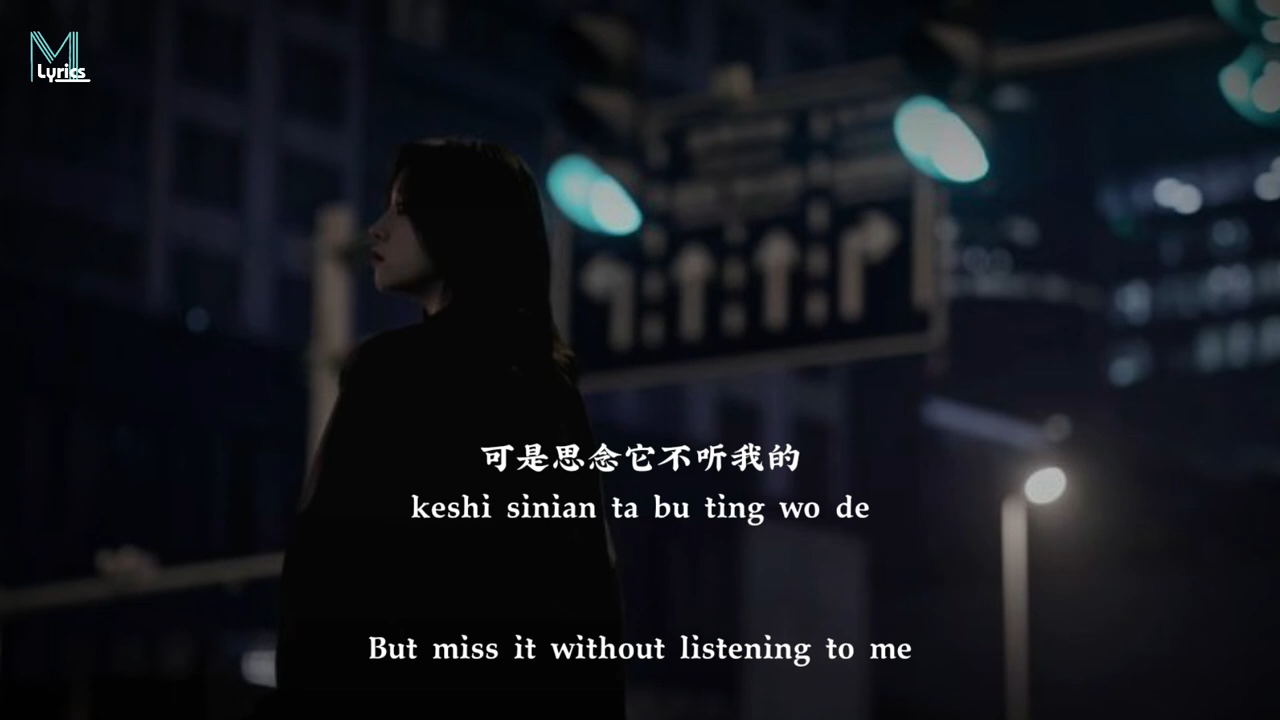 M
Lyrics
可是思念它不听我的
keshi sinian ta bu ting wo de
But miss it without listening to me